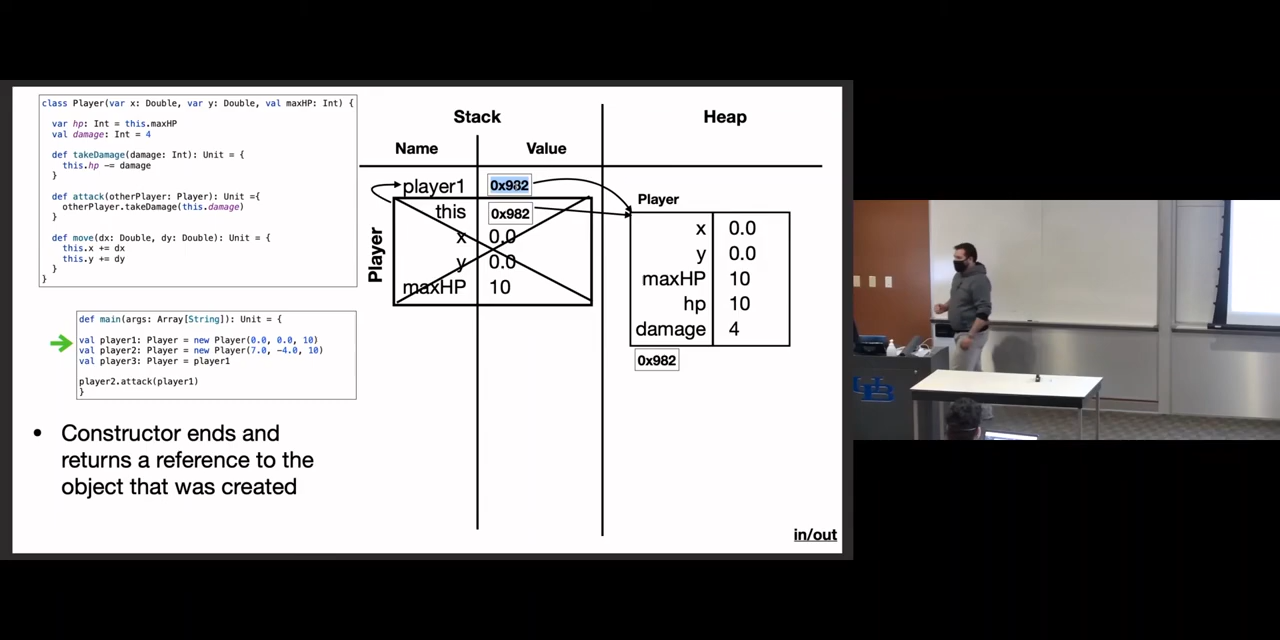 class Player(var x: Double, var y: Double, val maxHP: Int) {
var hp: Int = this.maxHP
val damage: Int = 4
def takeDamage(damage: Int): Unit = {
this.hp -= damage
}
def attack(otherPlayer: Player): Unit ={
otherPlayer.takeDamage(this.damage)
}
def move(dx: Double, dy: Double): Unit = {
this.x += dx
this.y += dy
}
}
def main(args: Array[String]): Unit = {
val player1: Player = new Player(0.0, 0.0, 10)
val player2: Player = new Player(7.0, -4.0, 10)
val player3: Player = player1
player2.attack(player1)
}
• Constructor ends and
returns a reference to the
object that was created
Stack
Name Value
player1 0x982
Player
this 0x982
x 0.0
y 0.0
maxHP 10
Heap
Player
x 0.0
y 0.0
maxHP 10
hp 10
damage 4
0x982
in/out
UB